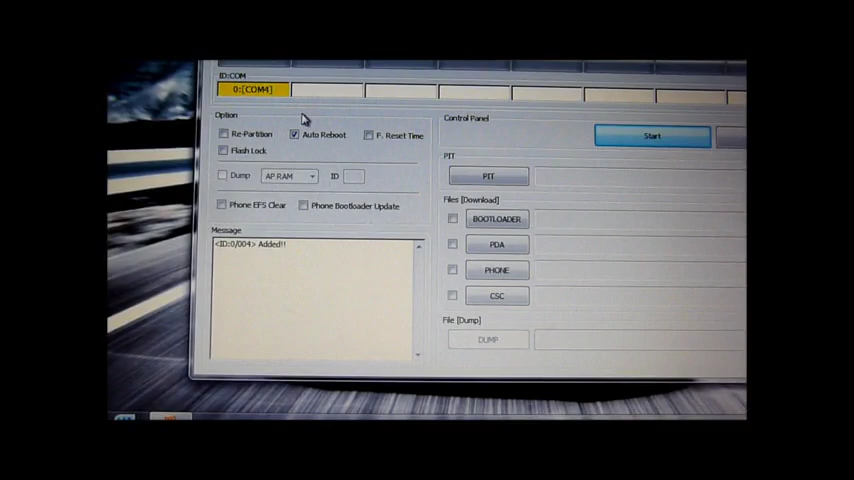 ID:COM
0:[COM4]
Option
Re-Partition Auto Reboot F. Reset Time
Flash Lock
Dump AP RAM ID
Phone EFS Clear Phone Bootloader Update
Message
<ID:0/004> Added!!
Control Panel
Start
PIT
PIT
Files [Download]
BOOTLOADER
PDA
PHONE
CSC
File [Dump]
DUMP